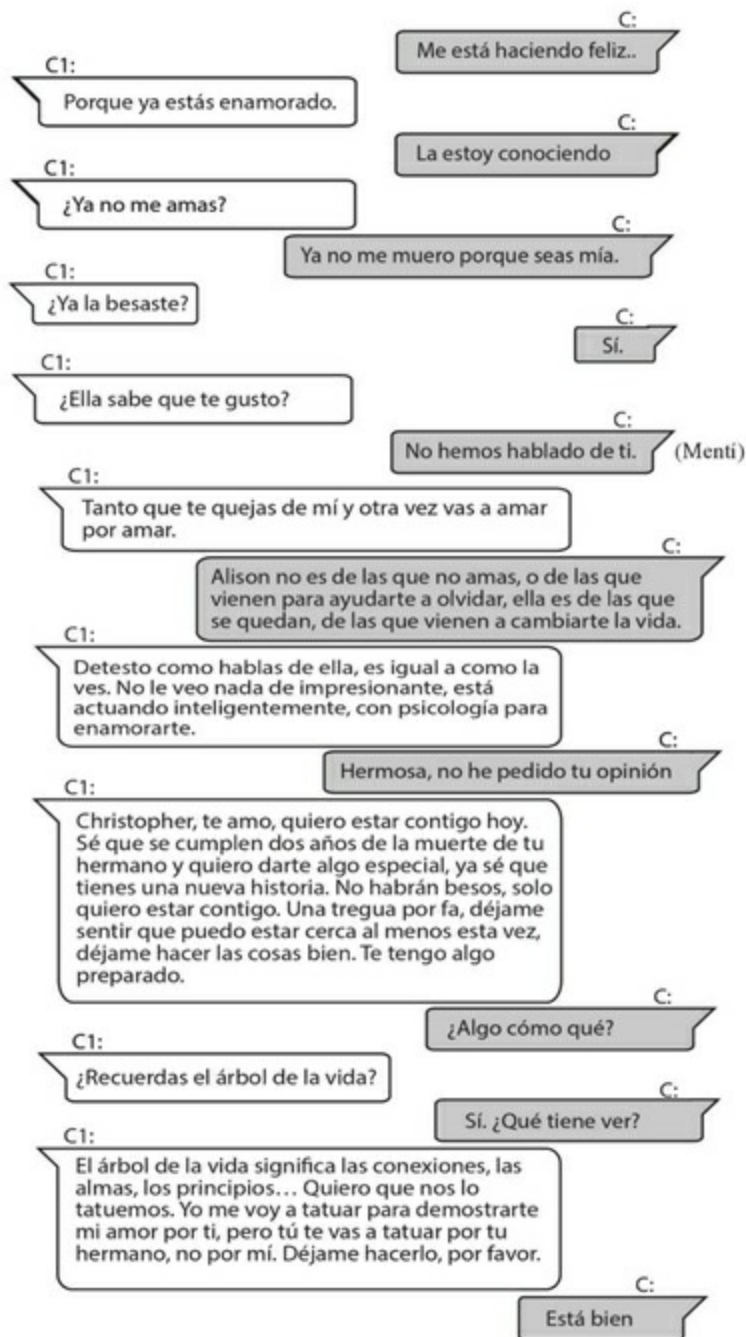 C:
Me está haciendo feliz..
C1:
Porque ya estás enamorado.
C:
La estoy conociendo
C1:
¿Ya no me amas?
C:
Ya no me muero porque seas mía.
C1:
¿Ya la besaste?
C:
Sí.
C1:
¿Ella sabe que te gusto?
C:
No hemos hablado de ti. (Mentí)
C1:
Tanto que te quejas de mí y otra vez vas a amar
por amar.
C:
Alison no es de las que no amas, o de las que
vienen para ayudarte a olvidar, ella es de las que
se quedan, de las que vienen a cambiarte la vida.
C1:
Detesto como hablas de ella, es igual a como la
ves. No le veo nada de impresionante, está
actuando inteligentemente, con psicología para
enamorarte.
C:
Hermosa, no he pedido tu opinión
C1:
Christopher, te amo, quiero estar contigo hoy.
Sé que se cumplen dos años de la muerte de tu
hermano y quiero darte algo especial, ya sé que
tienes una nueva historia. No habrán besos, solo
quiero estar contigo. Una tregua por fa, déjame
sentir que puedo estar cerca al menos esta vez,
déjame hacer las cosas bien. Te tengo algo
preparado.
C:
¿Algo cómo qué?
C1:
¿Recuerdas el árbol de la vida?
C:
Sí. ¿Qué tiene ver?
C1:
El árbol de la vida significa las conexiones, las
almas, los principios… Quiero que nos lo
tatuemos. Yo me voy a tatuar para demostrarte
mi amor por ti, pero tú te vas a tatuar por tu
hermano, no por mí. Déjame hacerlo, por favor.
C:
Está bien